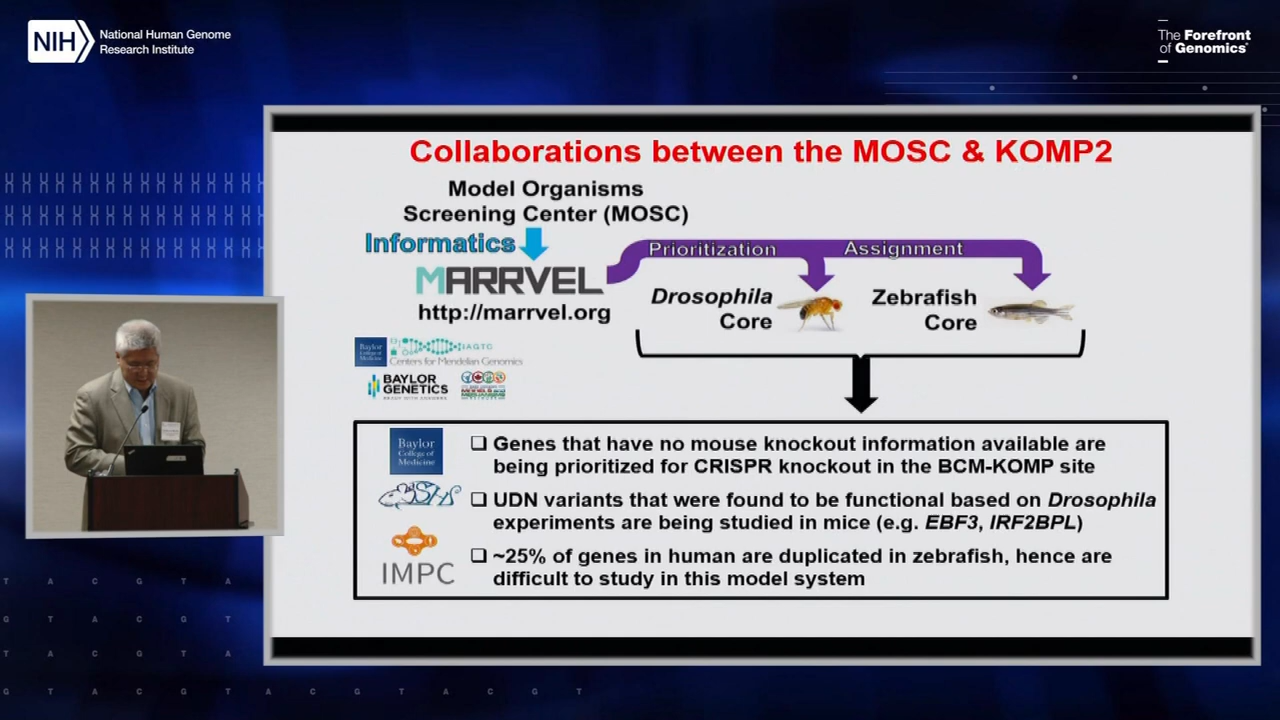 NIH
National Human Genome
Research Institute
The Forefront
of Genomics®
Collaborations between the MOSC & KOMP2
Model Organisms
Screening Center (MOSC)
Informatics
Prioritization
Assignment
MARRVEL
http://marrvel.org
Drosophila
Core
Zebrafish
Core
Baylor
College of
Medicine
Centers for Mendelian Genomics
BAYLOR
GENETICS
READY WITH ANSWERS
Baylor
College of
Medicine
❑ Genes that have no mouse knockout information available are
being prioritized for CRISPR knockout in the BCM-KOMP site
❑ UDN variants that were found to be functional based on Drosophila
experiments are being studied in mice (e.g. EBF3, IRF2BPL)
IMPC
❑ ~25% of genes in human are duplicated in zebrafish, hence are
difficult to study in this model system
T A C G T A
G T A C G T
T A C G T A
G T A C G T A C G T A C G T